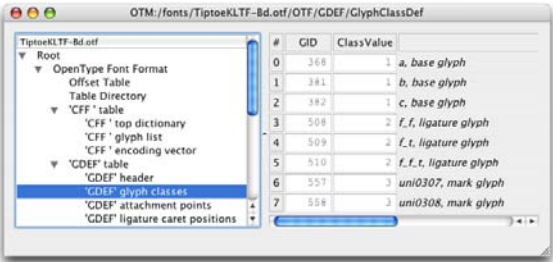 OTM:/fonts/TiptoeKLTF-Bd.otf/OTF/GDEF/GlyphClassDef
TiptoeKLTF-Bd.otf
Root
OpenType Font Format
Offset Table
Table Directory
'CFF ' table
'CFF ' top dictionary
'CFF ' glyph list
'CFF ' encoding vector
'GDEF' table
'GDEF' header
'GDEF' glyph classes
'GDEF' attachment points
'GDEF' ligature caret positions
# GID ClassValue
0 368 1 a, base glyph
1 381 1 b, base glyph
2 382 1 c, base glyph
3 508 2 f_f, ligature glyph
4 509 2 f_t, ligature glyph
5 510 2 f_f_t, ligature glyph
6 557 3 uni0307, mark glyph
7 558 3 uni0308, mark glyph